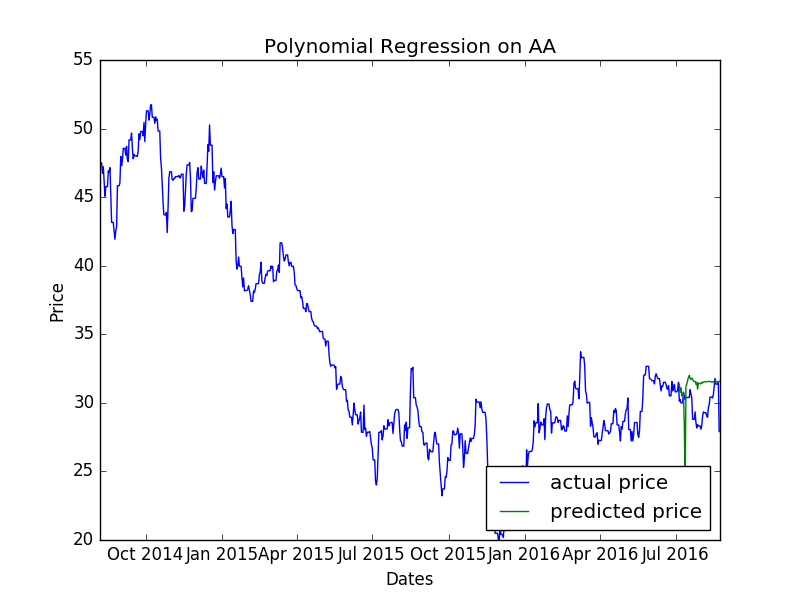 Polynomial Regression on AA
55
50
45
40
35
30
25
20
Price
actual price
predicted price
Oct 2014 Jan 2015 Apr 2015 Jul 2015 Oct 2015 Jan 2016 Apr 2016 Jul 2016
Dates